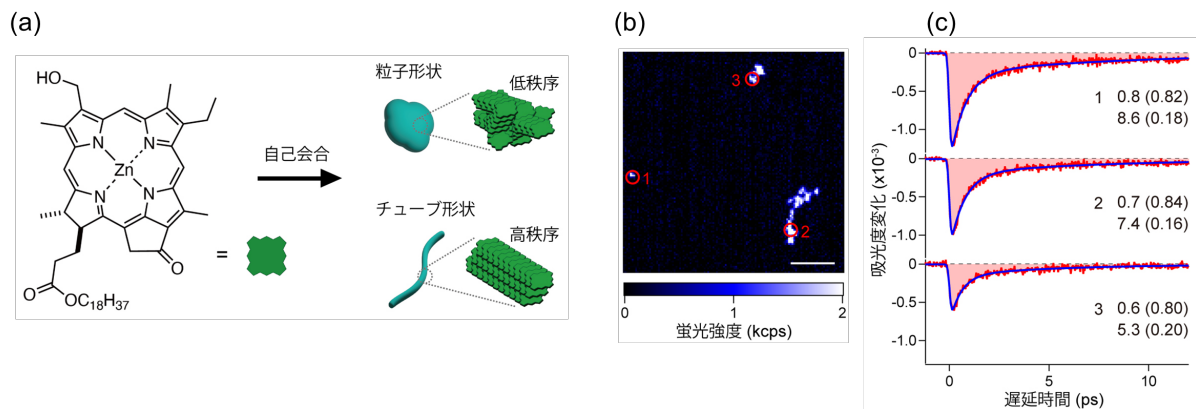 (a)
HO
N
N
Zn
N
N
O
O
OC18H37
=
自己会合
粒子形状
低秩序
チューブ形状
高秩序
(b)
3
1
2
0
1
2
蛍光強度 (kcps)
(c)
0
-0.5
-1.0
1 0.8 (0.82)
8.6 (0.18)
0
-0.5
-1.0
2 0.7 (0.84)
7.4 (0.16)
0
-0.5
-1.0
3 0.6 (0.80)
5.3 (0.20)
吸光度変化 (x10-3)
0
5
10
遅延時間 (ps)